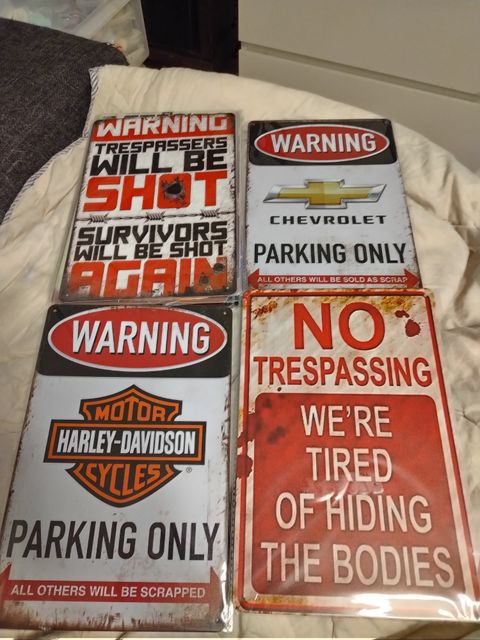 WARNING
TRESPASSERS
WILL BE
SHOT
SURVIVORS
WILL BE SHOT
AGAIN
WARNING
CHEVROLET
PARKING ONLY
ALL OTHERS WILL BE SOLD AS SCRAP
WARNING
MOTOR
HARLEY-DAVIDSON
CYCLES
®
PARKING ONLY
ALL OTHERS WILL BE SCRAPPED
NO
TRESPASSING
WE'RE
TIRED
OF HIDING
THE BODIES